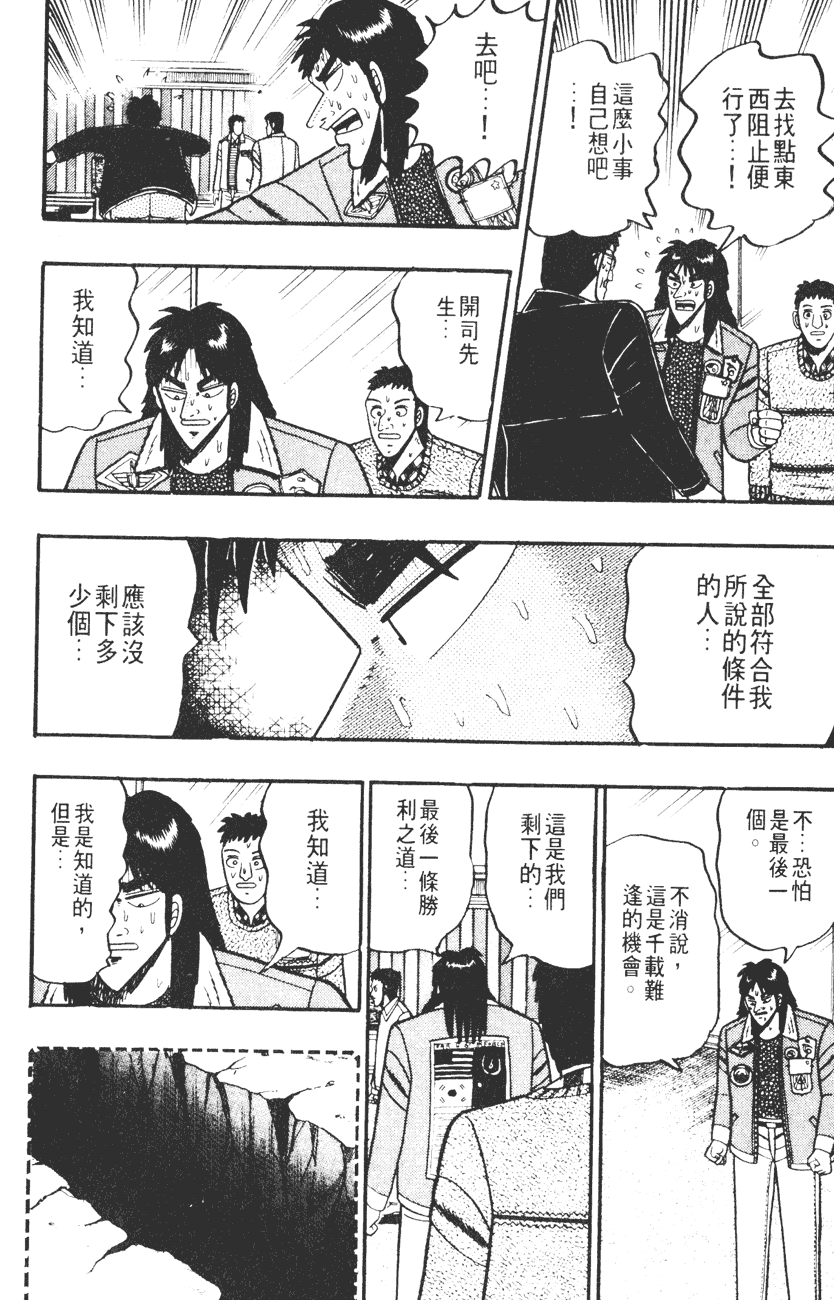 去找點東
西阻止便
行了…！
這麼小事
自己想吧
…！
去吧…！
開司先
生…
我知道…
全部符合我
所說的條件
的人…
應該沒
剩下多
少個…
不…恐怕
是最後一
個。
不消說，
這是千載難
逢的機會。
這是我們
剩下的…
最後一條勝
利之道…
我知道…
我是知道的，
但是…